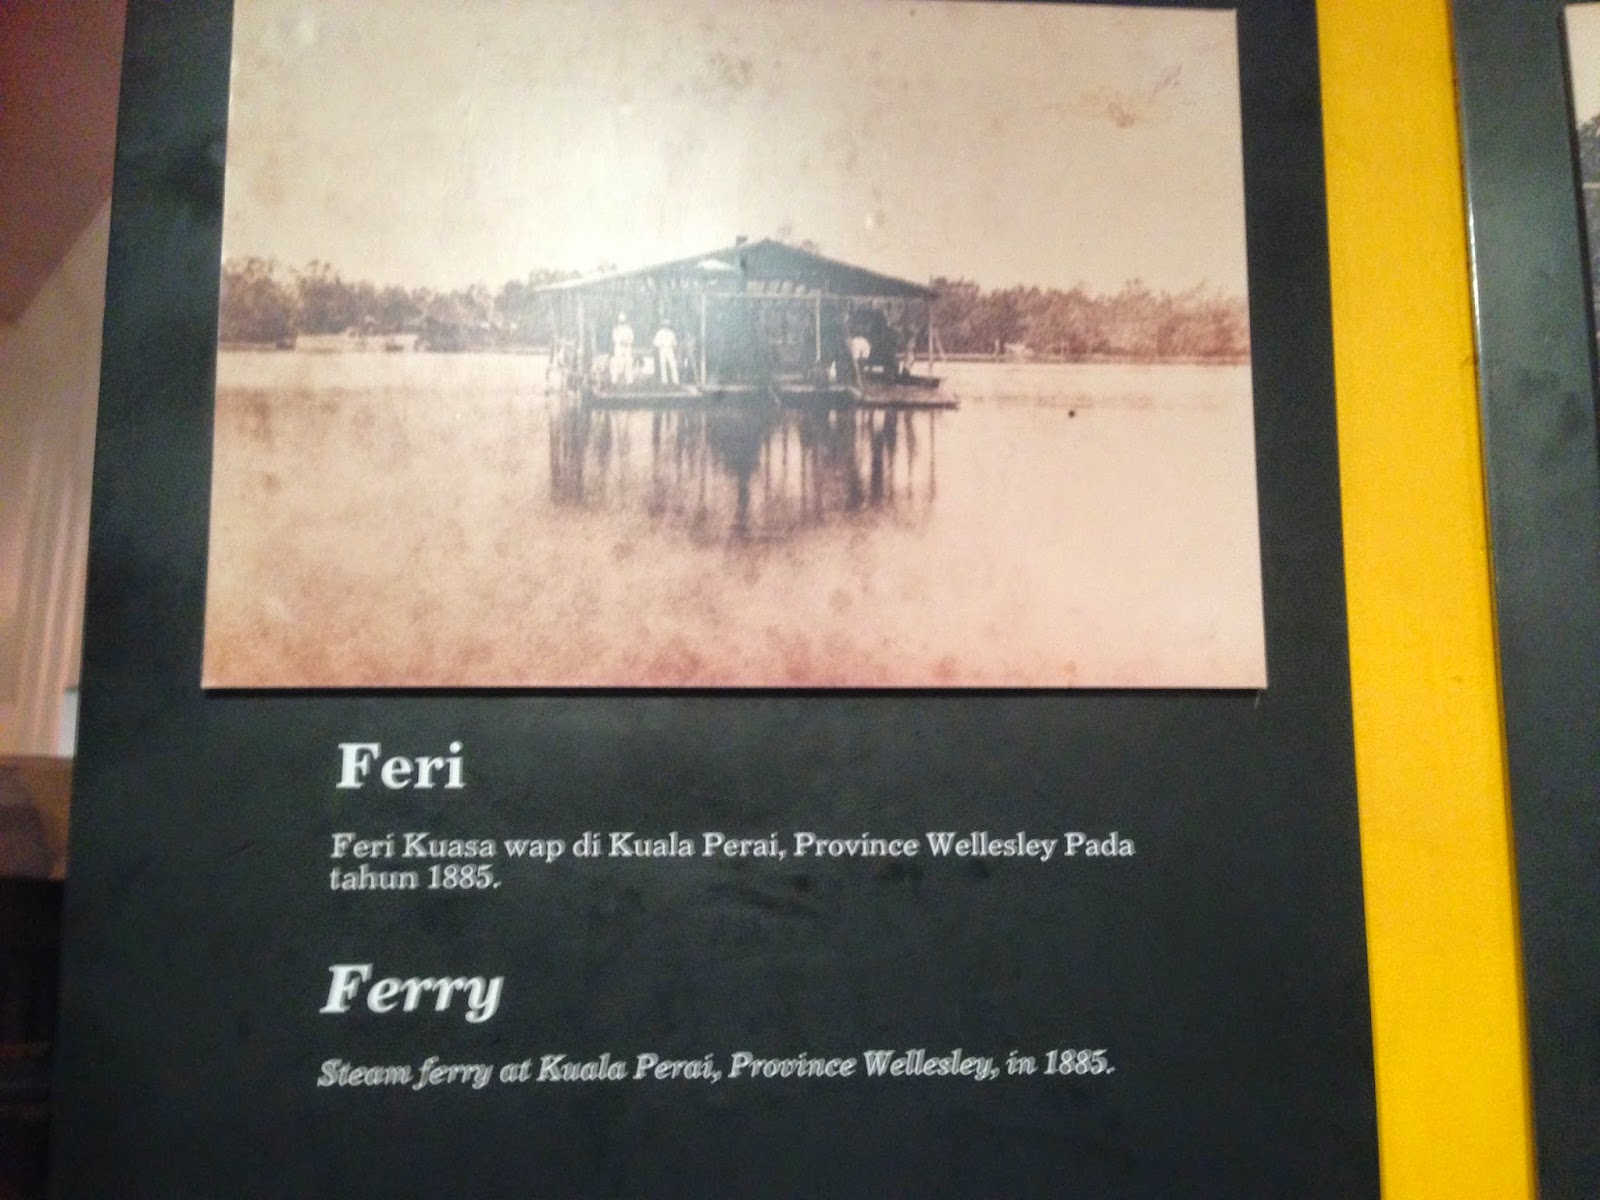 Feri
Feri Kuasa wap di Kuala Perai, Province Wellesley Pada
tahun 1885.
Ferry
Steam ferry at Kuala Perai, Province Wellesley, in 1885.